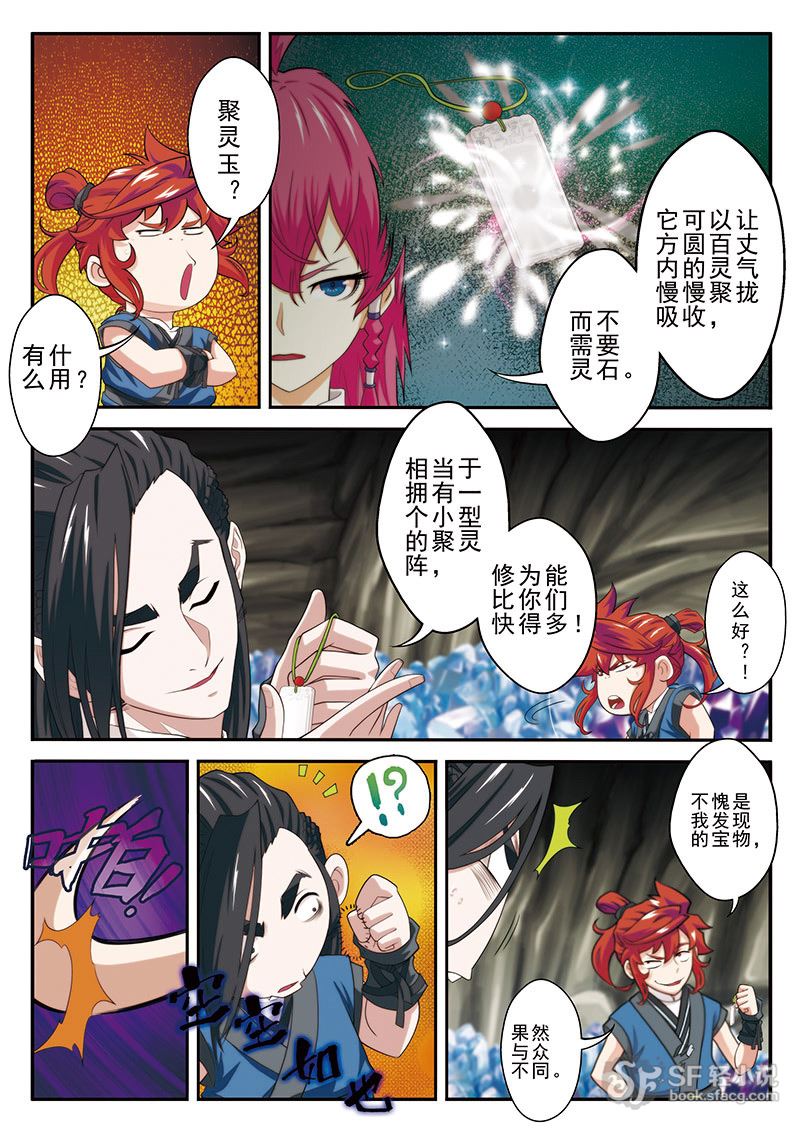 聚灵玉？
有什
么用？
它可以让
方圆百丈
内的灵气
慢慢聚拢
吸收，
而不
需要
灵石。
相当于
拥有一
个小型
的聚灵
阵，
修为能
比你们
快得多！
这么好？！
!?
空空如也
不愧是
我发现
的宝物，
果然
与众
不同。
SF轻小说
book.sfacg.com